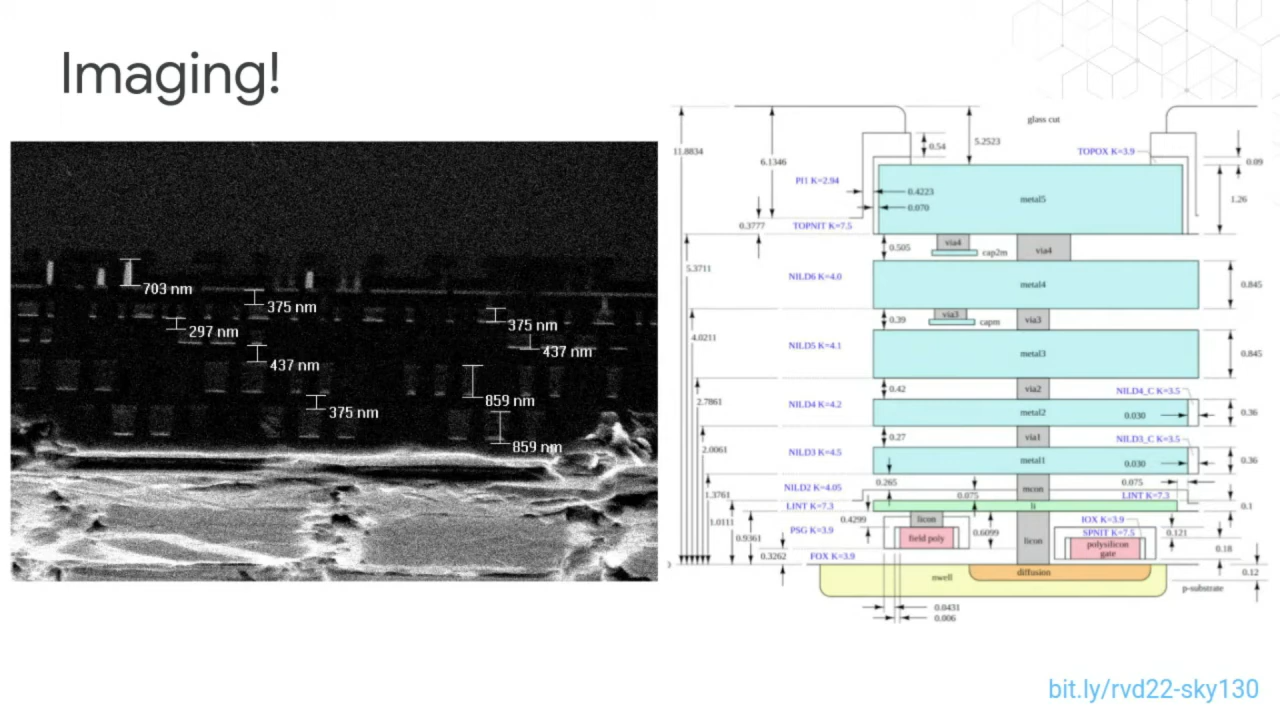 Imaging!
703 nm
375 nm
297 nm
375 nm
437 nm
437 nm
859 nm
375 nm
859 nm
glass cut
11.8834
6.1346
0.54
5.2523
TOPOX K=3.9
0.09
Pf1 K=2.94
0.4223
0.070
metal5
1.26
0.3777
TOPNIT K=7.5
0.505
via4
cap2m
via4
5.3711
NILD6 K=4.0
metal4
0.845
0.39
via3
capm
via3
4.0211
NILD5 K=4.1
metal3
0.845
0.42
via2
2.7861
NILD4 K=4.2
metal2
NILD4_C K=3.5
0.030
0.36
0.27
via1
2.0061
NILD3 K=4.5
metal1
NILD3_C K=3.5
0.030
0.36
0.265
0.075
mcon
0.075
1.3761
NILD2 K=4.05
LINT K=7.3
LINT K=7.3
li
0.1
1.0111
0.9361
PSG K=3.9
0.4299
licon
field poly
0.6099
licon
IOX K=3.9
SPNIT K=7.5
0.121
polysilicon
gate
0.18
0.3262
FOX K=3.9
nwell
diffusion
0.12
p-substrate
0.0431
0.006
bit.ly/rvd22-sky130